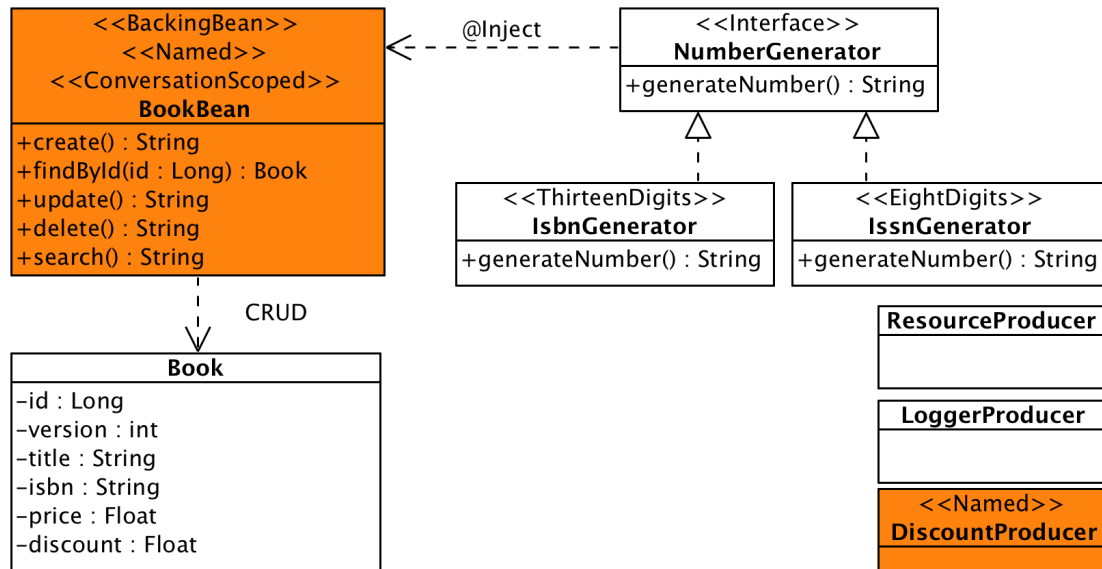 <<BackingBean>>
<<Named>>
<<ConversationScoped>>
BookBean
+create() : String
+findById(id : Long) : Book
+update() : String
+delete() : String
+search() : String
@Inject
<<Interface>>
NumberGenerator
+generateNumber() : String
<<ThirteenDigits>>
IsbnGenerator
+generateNumber() : String
<<EightDigits>>
IssnGenerator
+generateNumber() : String
CRUD
Book
-id : Long
-version : int
-title : String
-isbn : String
-price : Float
-discount : Float
ResourceProducer
LoggerProducer
<<Named>>
DiscountProducer